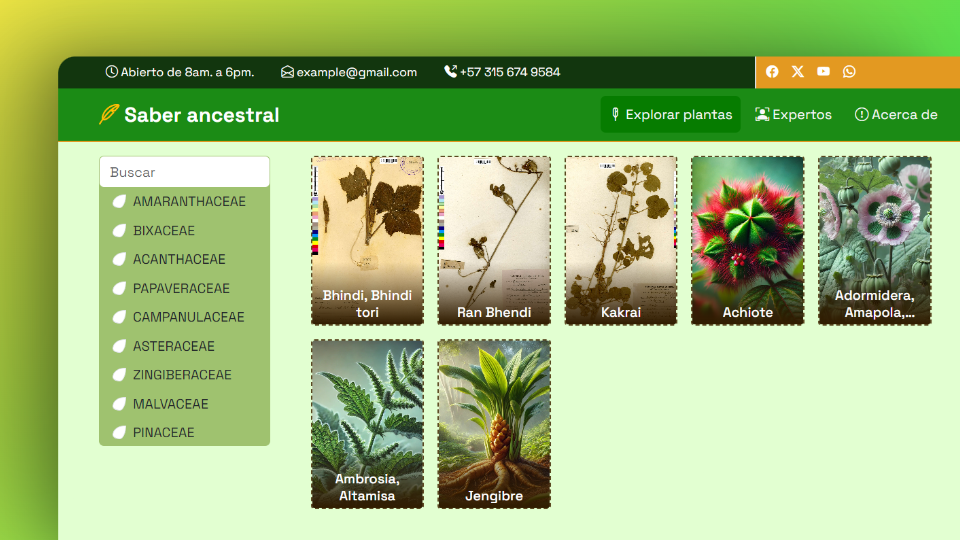 Abierto de 8am. a 6pm.
example@gmail.com
+57 315 674 9584
Saber ancestral
Explorar plantas
Expertos
Acerca de
Buscar
AMARANTHACEAE
BIXACEAE
ACANTHACEAE
PAPAVERACEAE
CAMPANULACEAE
ASTERACEAE
ZINGIBERACEAE
MALVACEAE
PINACEAE
Bhindi, Bhindi
tori
Ran Bhendi
Kakrai
Achiote
Adormidera,
Amapola,...
Ambrosia,
Altamisa
Jengibre